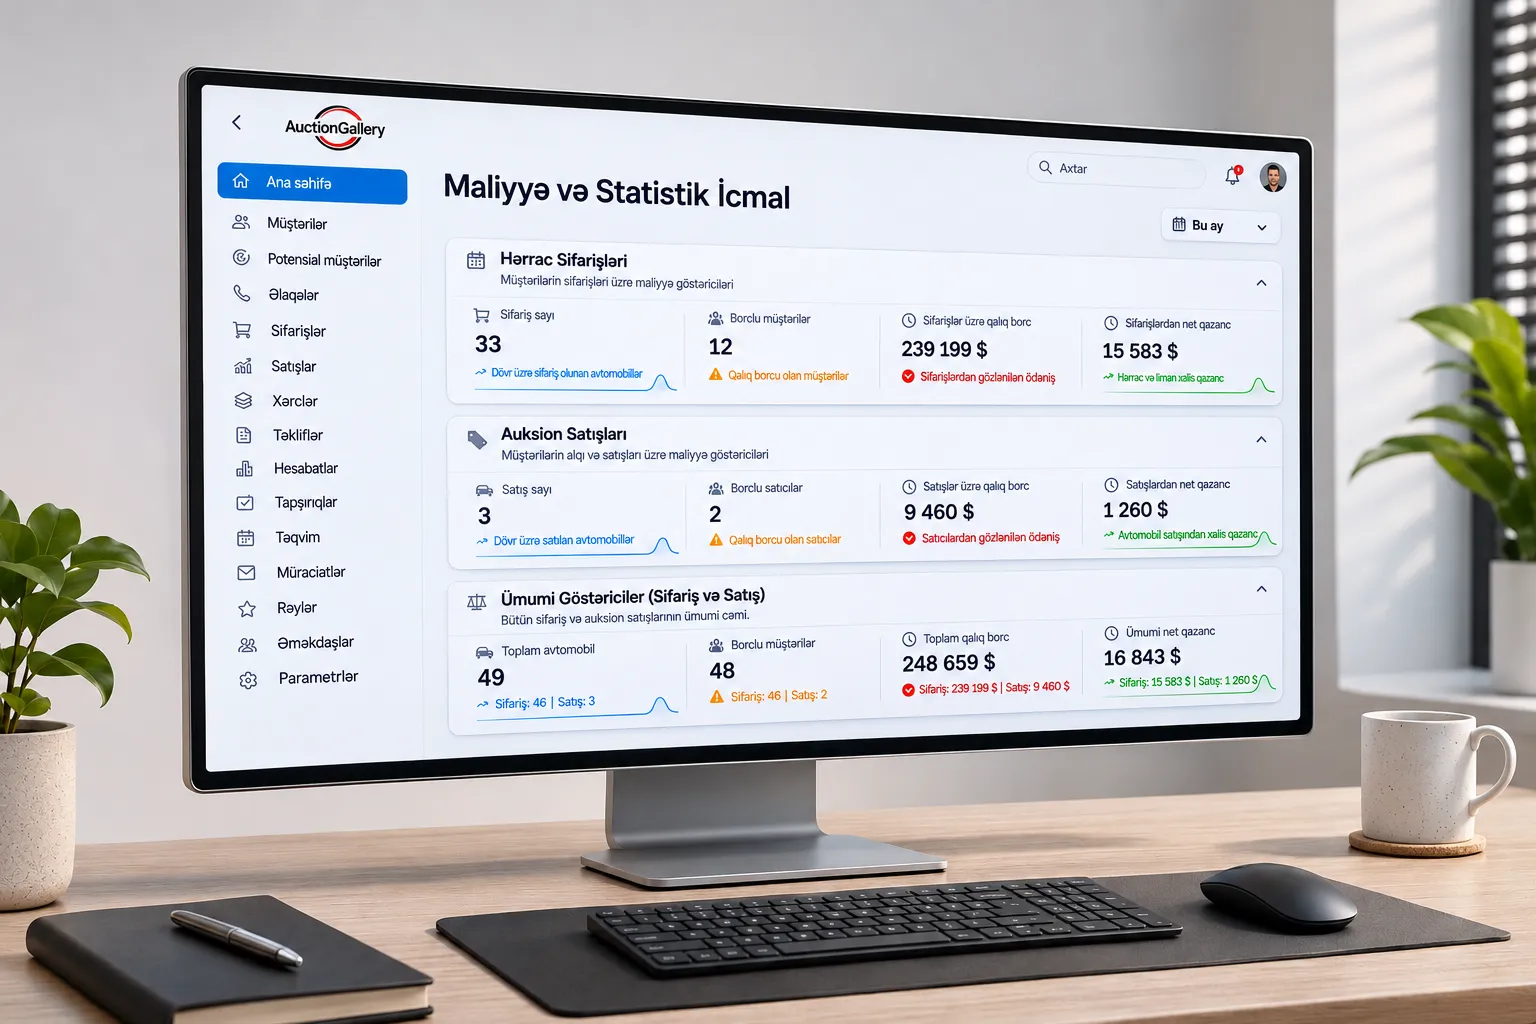 AuctionGallery
Ana səhifə
Müştərilər
Potensial müştərilər
Əlaqələr
Sifarişlər
Satışlar
Xərclər
Təkliflər
Hesabatlar
Tapşırıqlar
Təqvim
Müraciətlər
Rəylər
Əməkdaşlar
Parametrlər
Axtar
Maliyyə və Statistik İcmal
Bu ay
Hərrac Sifarişləri
Müştərilərin sifarişləri üzrə maliyyə göstəriciləri
Sifariş sayı
33
Dövr üzrə sifariş olunan avtomobillər
Borclu müştərilər
12
Qalıq borcu olan müştərilər
Sifarişlər üzrə qalıq borc
239 199 $
Sifarişlərdən gözlənilən ödəniş
Sifarişlərdən net qazanc
15 583 $
Hərrac və liman xalis qazanc
Auksion Satışları
Müştərilərin alqı və satışları üzrə maliyyə göstəriciləri
Satış sayı
3
Dövr üzrə satılan avtomobillər
Borclu satıcılar
2
Qalıq borcu olan satıcılar
Satışlar üzrə qalıq borc
9 460 $
Satıcılardan gözlənilən ödəniş
Satışlardan net qazanc
1 260 $
Avtomobil satışından xalis qazanc
Ümumi Göstəricilər (Sifariş və Satış)
Bütün sifariş və auksion satışlarının ümumi cəmi.
Toplam avtomobil
49
Sifariş: 46 | Satış: 3
Borclu müştərilər
48
Sifariş: 46 | Satış: 2
Toplam qalıq borc
248 659 $
Sifariş: 239 199 $ | Satış: 9 460 $
Ümumi net qazanc
16 843 $
Sifariş: 15 583 $ | Satış: 1 260 $